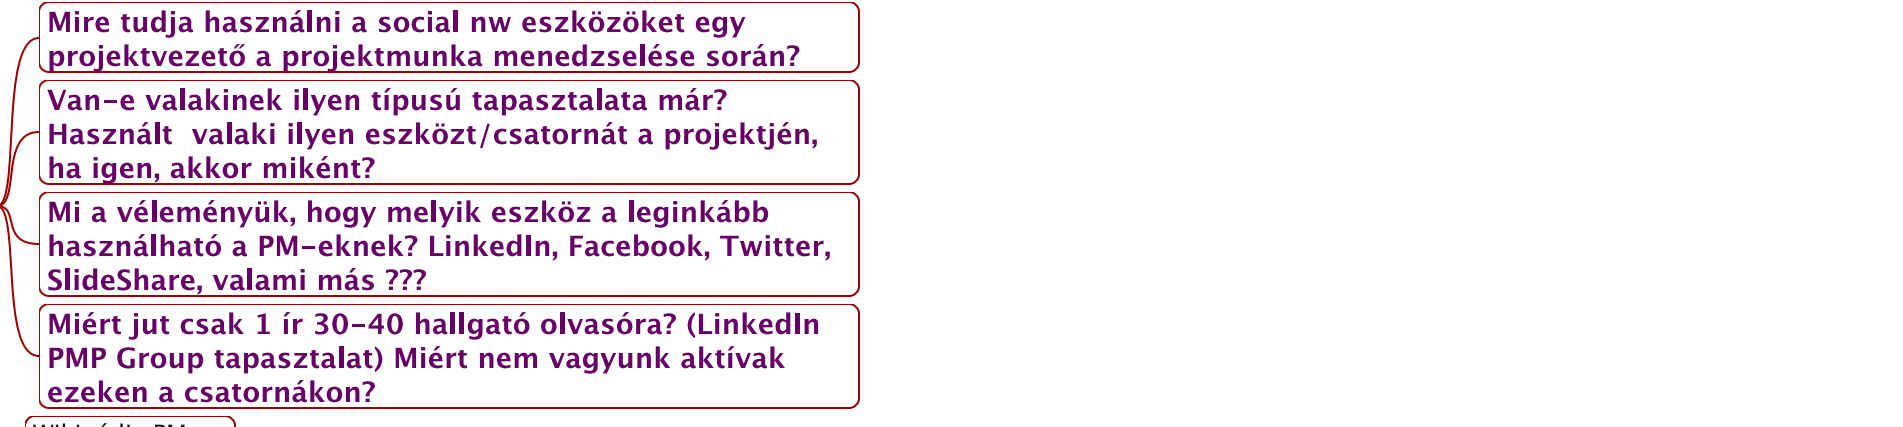 Mire tudja használni a social nw eszközöket egy
projektvezető a projektmunka menedzselése során?
Van-e valakinek ilyen típusú tapasztalata már?
Használt  valaki ilyen eszközt/csatornát a projektjén,
ha igen, akkor miként?
Mi a véleményük, hogy melyik eszköz a leginkább
használható a PM-eknek? LinkedIn, Facebook, Twitter,
SlideShare, valami más ???
Miért jut csak 1 ír 30-40 hallgató olvasóra? (LinkedIn
PMP Group tapasztalat) Miért nem vagyunk aktívak
ezeken a csatornákon?